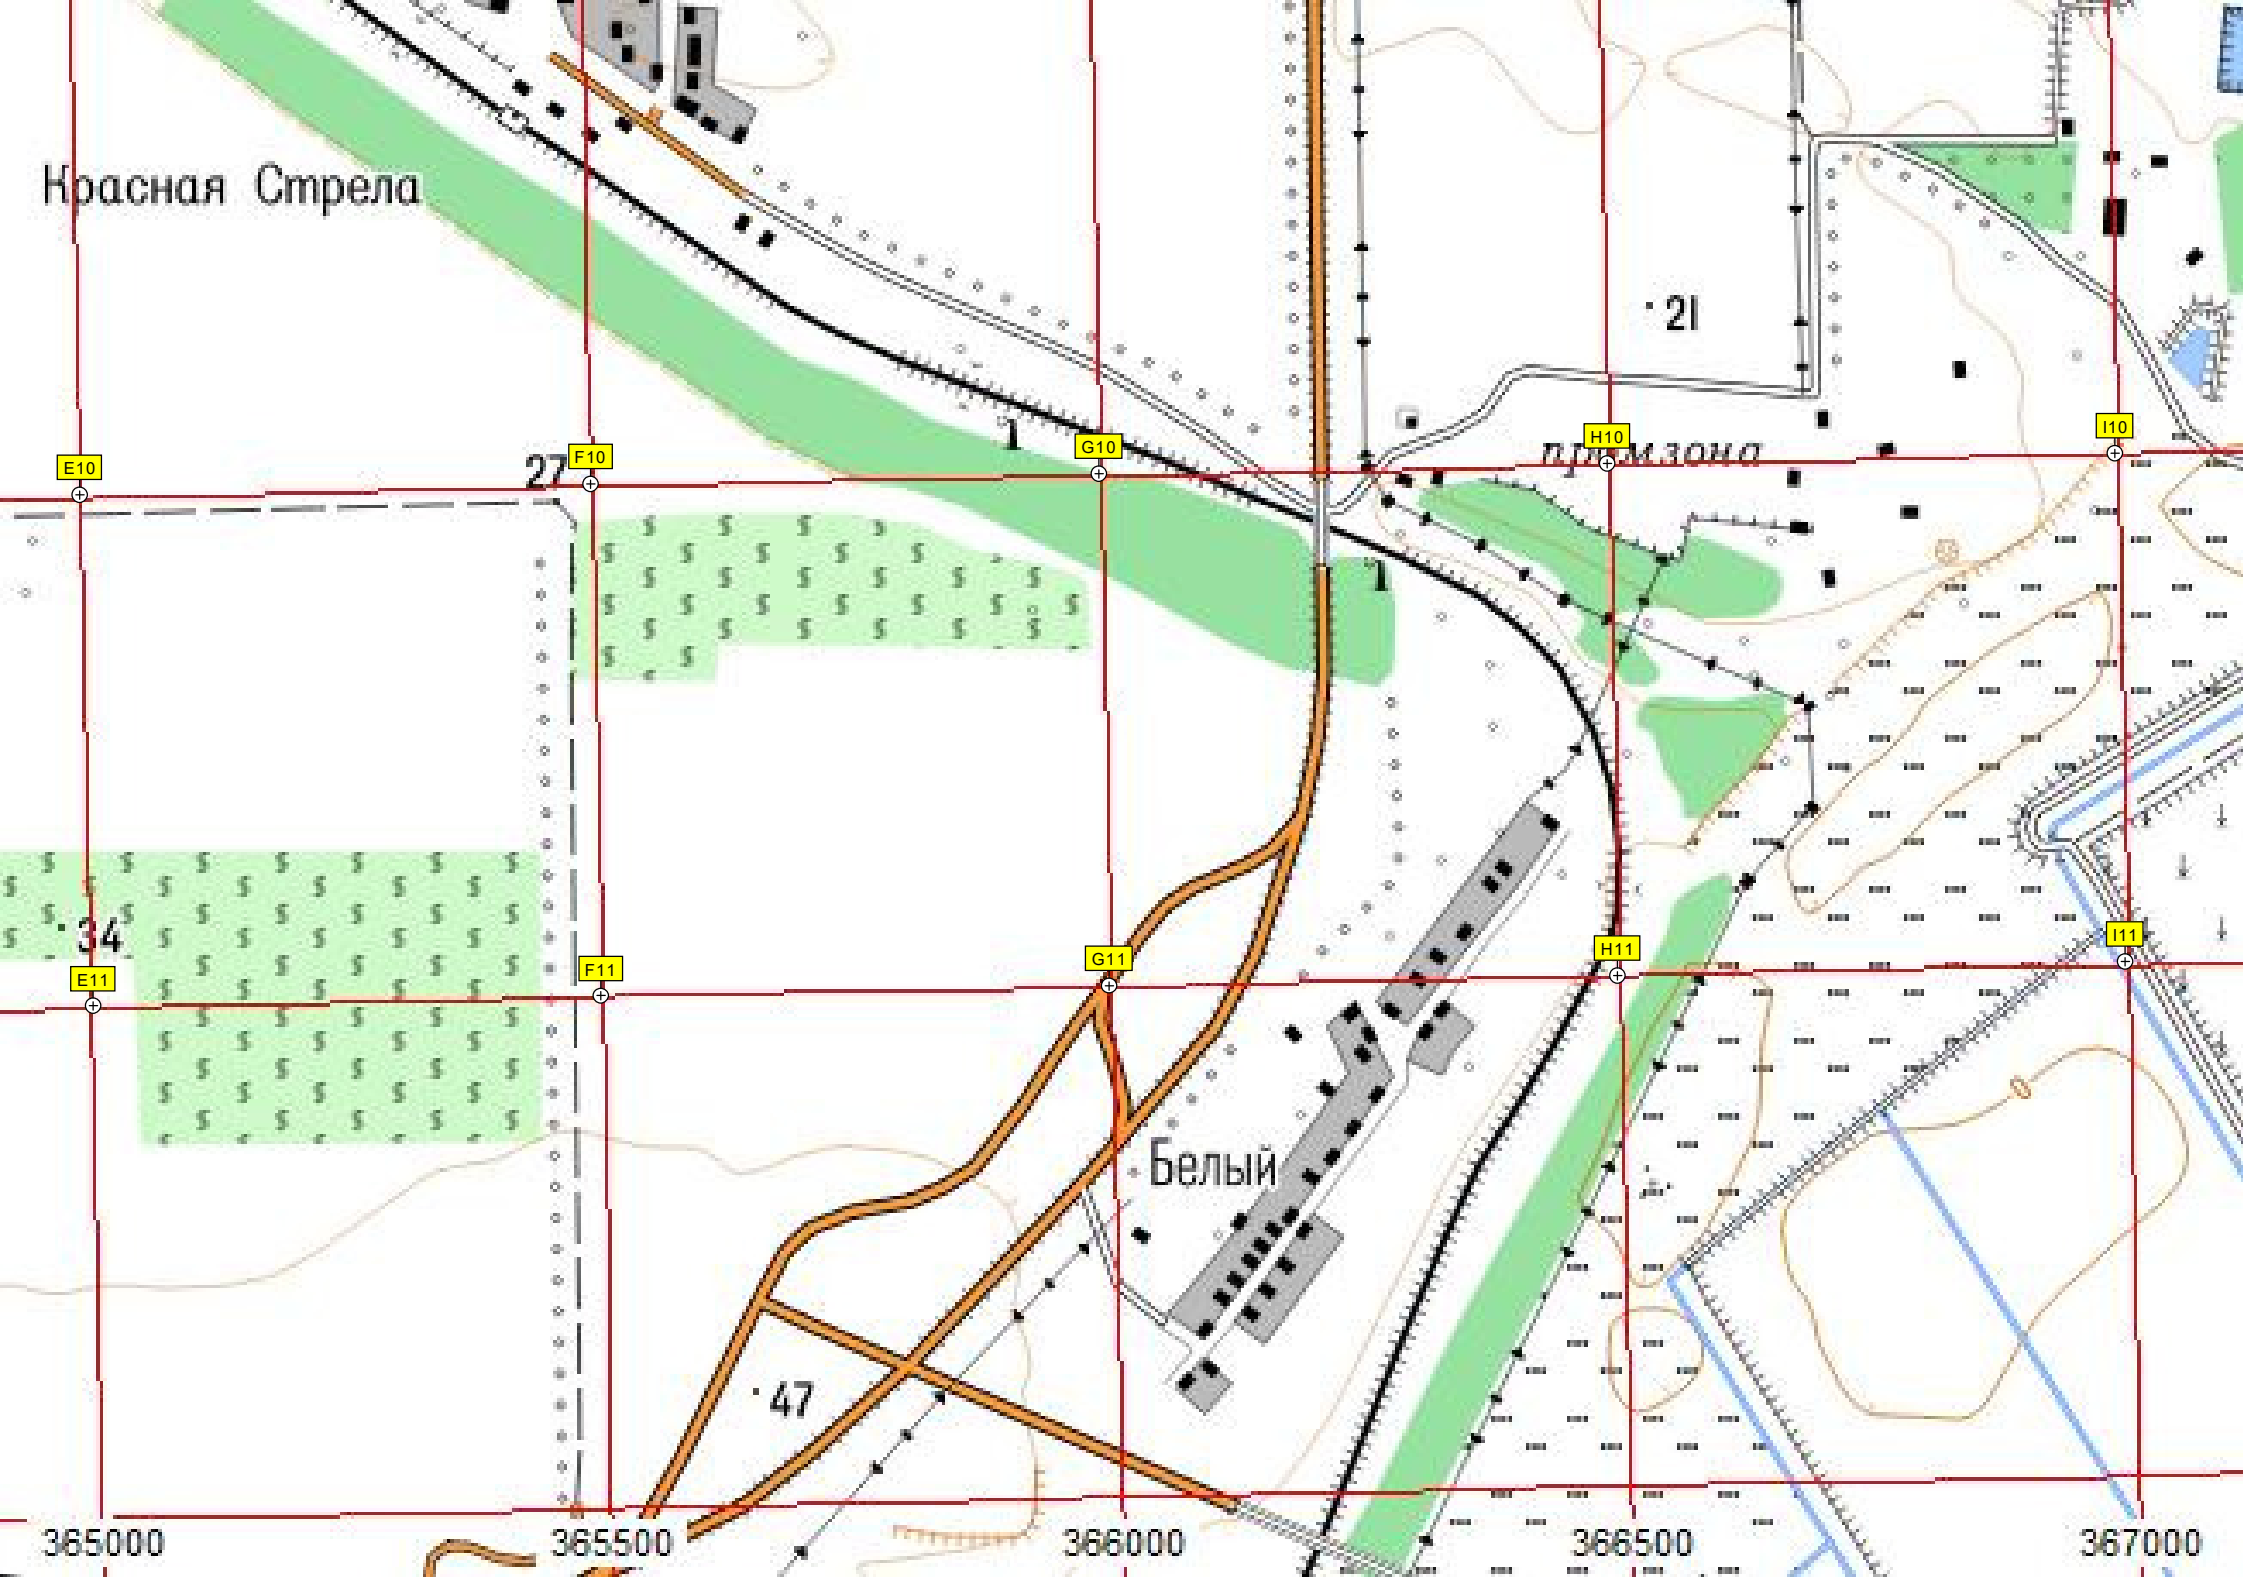 Красная Стрела
21
1
E10
27
F10
G10
H10
промзона
I10
1
34
E11
F11
G11
H11
I11
Белый
47
365000
365500
366000
366500
367000